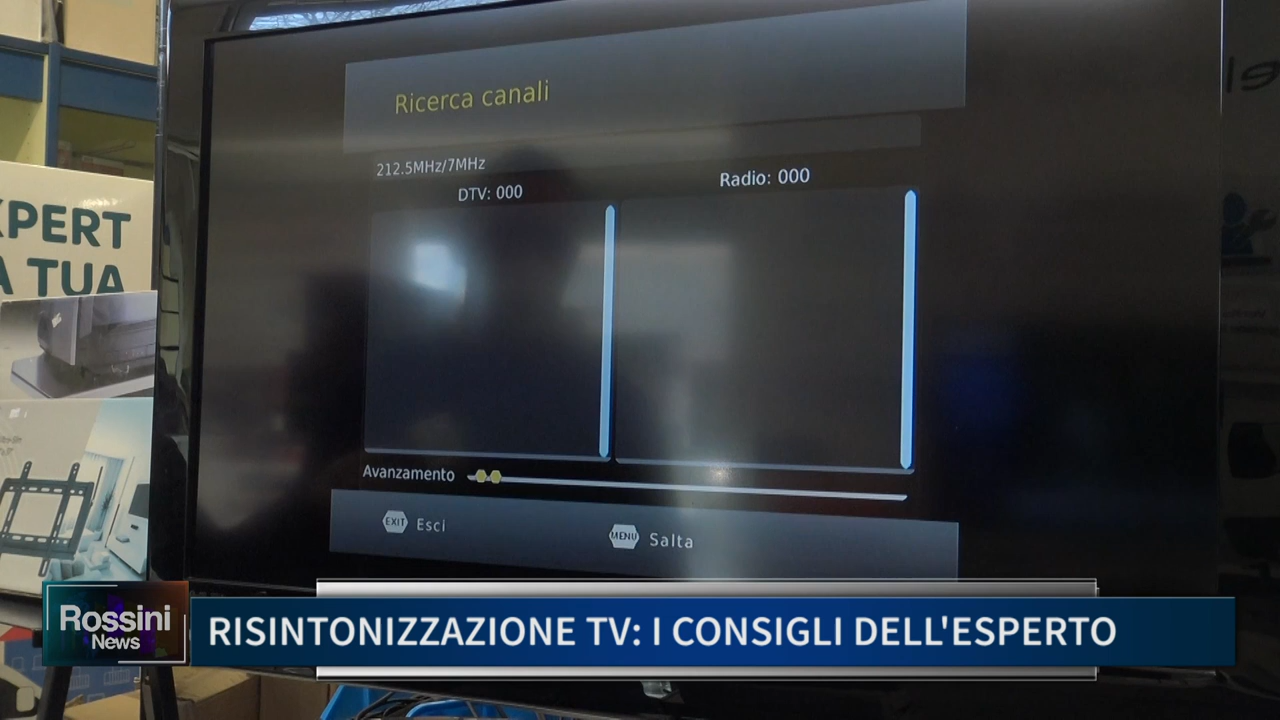 Ricerca canali
212.5MHz/7MHz
DTV: 000
Radio: 000
XPERT
A TUA
Avanzamento
EXIT Esci
MENU Salta
Rossini
News
RISINTONIZZAZIONE TV: I CONSIGLI DELL'ESPERTO